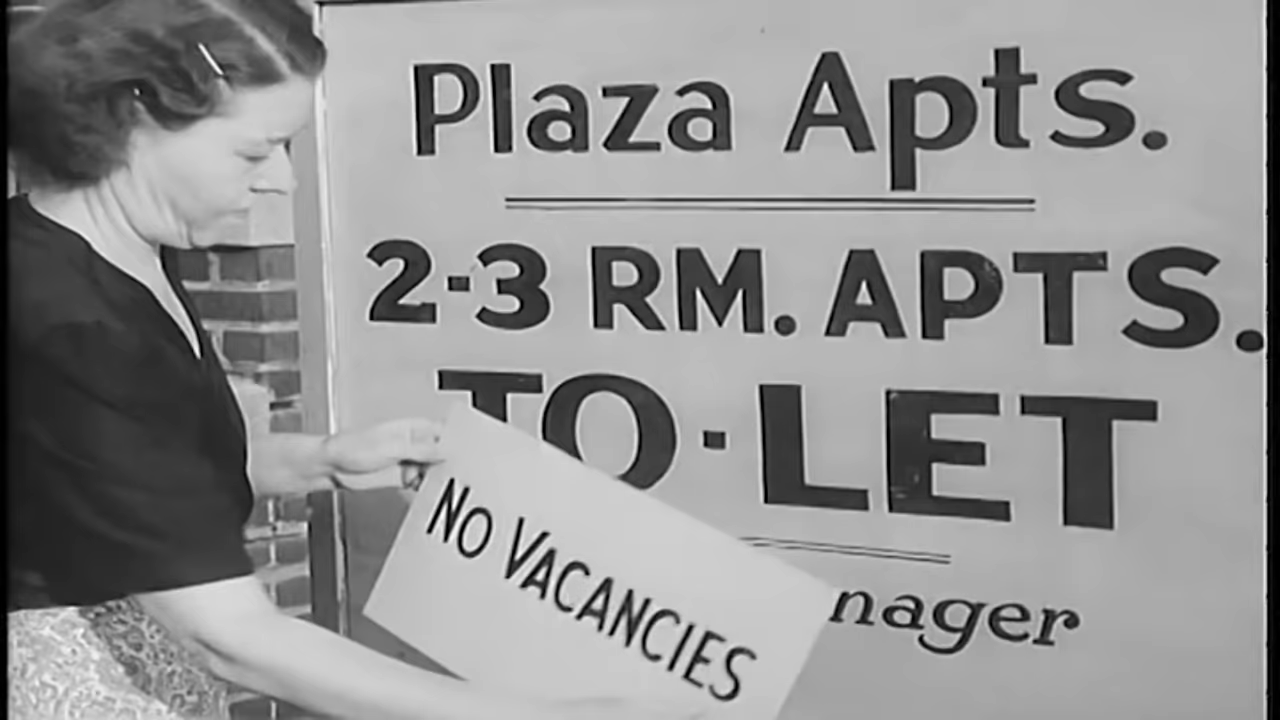 Plaza Apts.
2-3 RM. APTS.
TO·LET
NO VACANCIES
nager